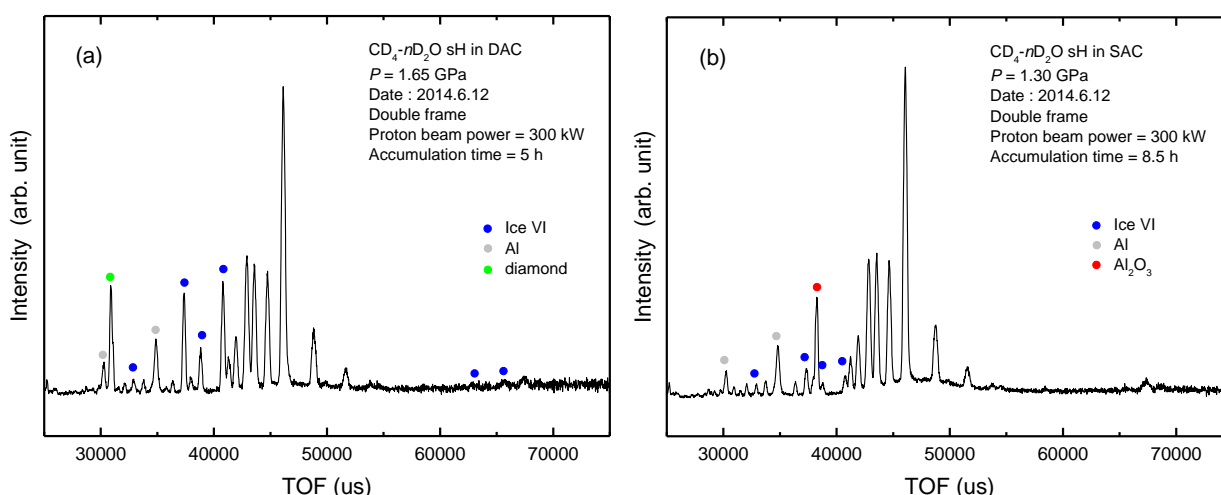 (a)
CD₄-nD₂O sH in DAC
P = 1.65 GPa
Date : 2014.6.12
Double frame
Proton beam power = 300 kW
Accumulation time = 5 h
Ice VI
Al
diamond
Intensity (arb. unit)
30000 40000 50000 60000 70000
TOF (us)
(b)
CD₄-nD₂O sH in SAC
P = 1.30 GPa
Date : 2014.6.12
Double frame
Proton beam power = 300 kW
Accumulation time = 8.5 h
Ice VI
Al
Al₂O₃
Intensity (arb. unit)
30000 40000 50000 60000 70000
TOF (us)